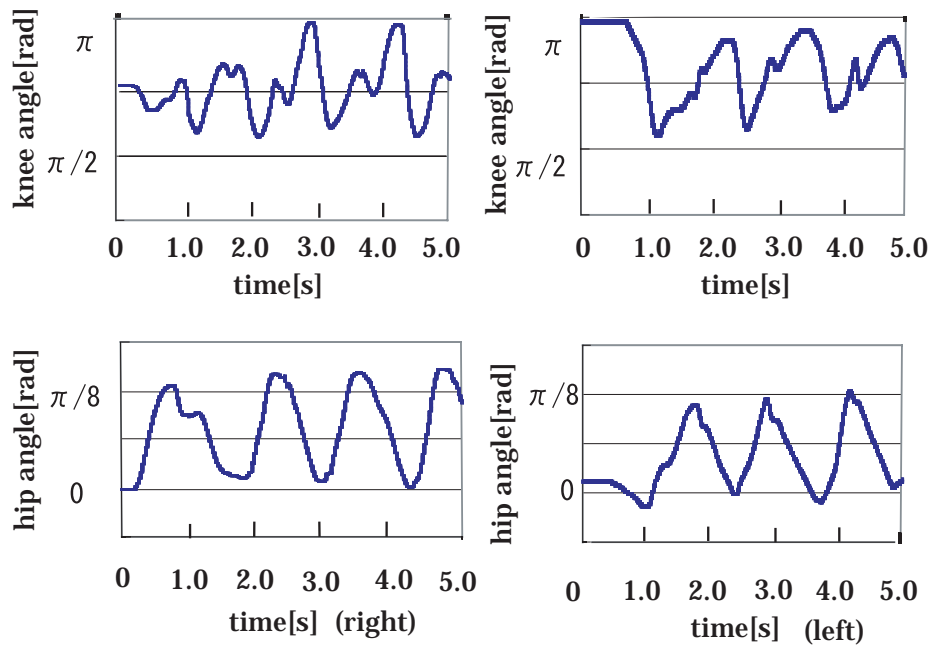 knee angle[rad]
π
π/2
0 1.0 2.0 3.0 4.0 5.0
time[s]
knee angle[rad]
π
π/2
0 1.0 2.0 3.0 4.0 5.0
time[s]
hip angle[rad]
π/8
0
0 1.0 2.0 3.0 4.0 5.0
time[s] (right)
hip angle[rad]
π/8
0
0 1.0 2.0 3.0 4.0 5.0
time[s] (left)